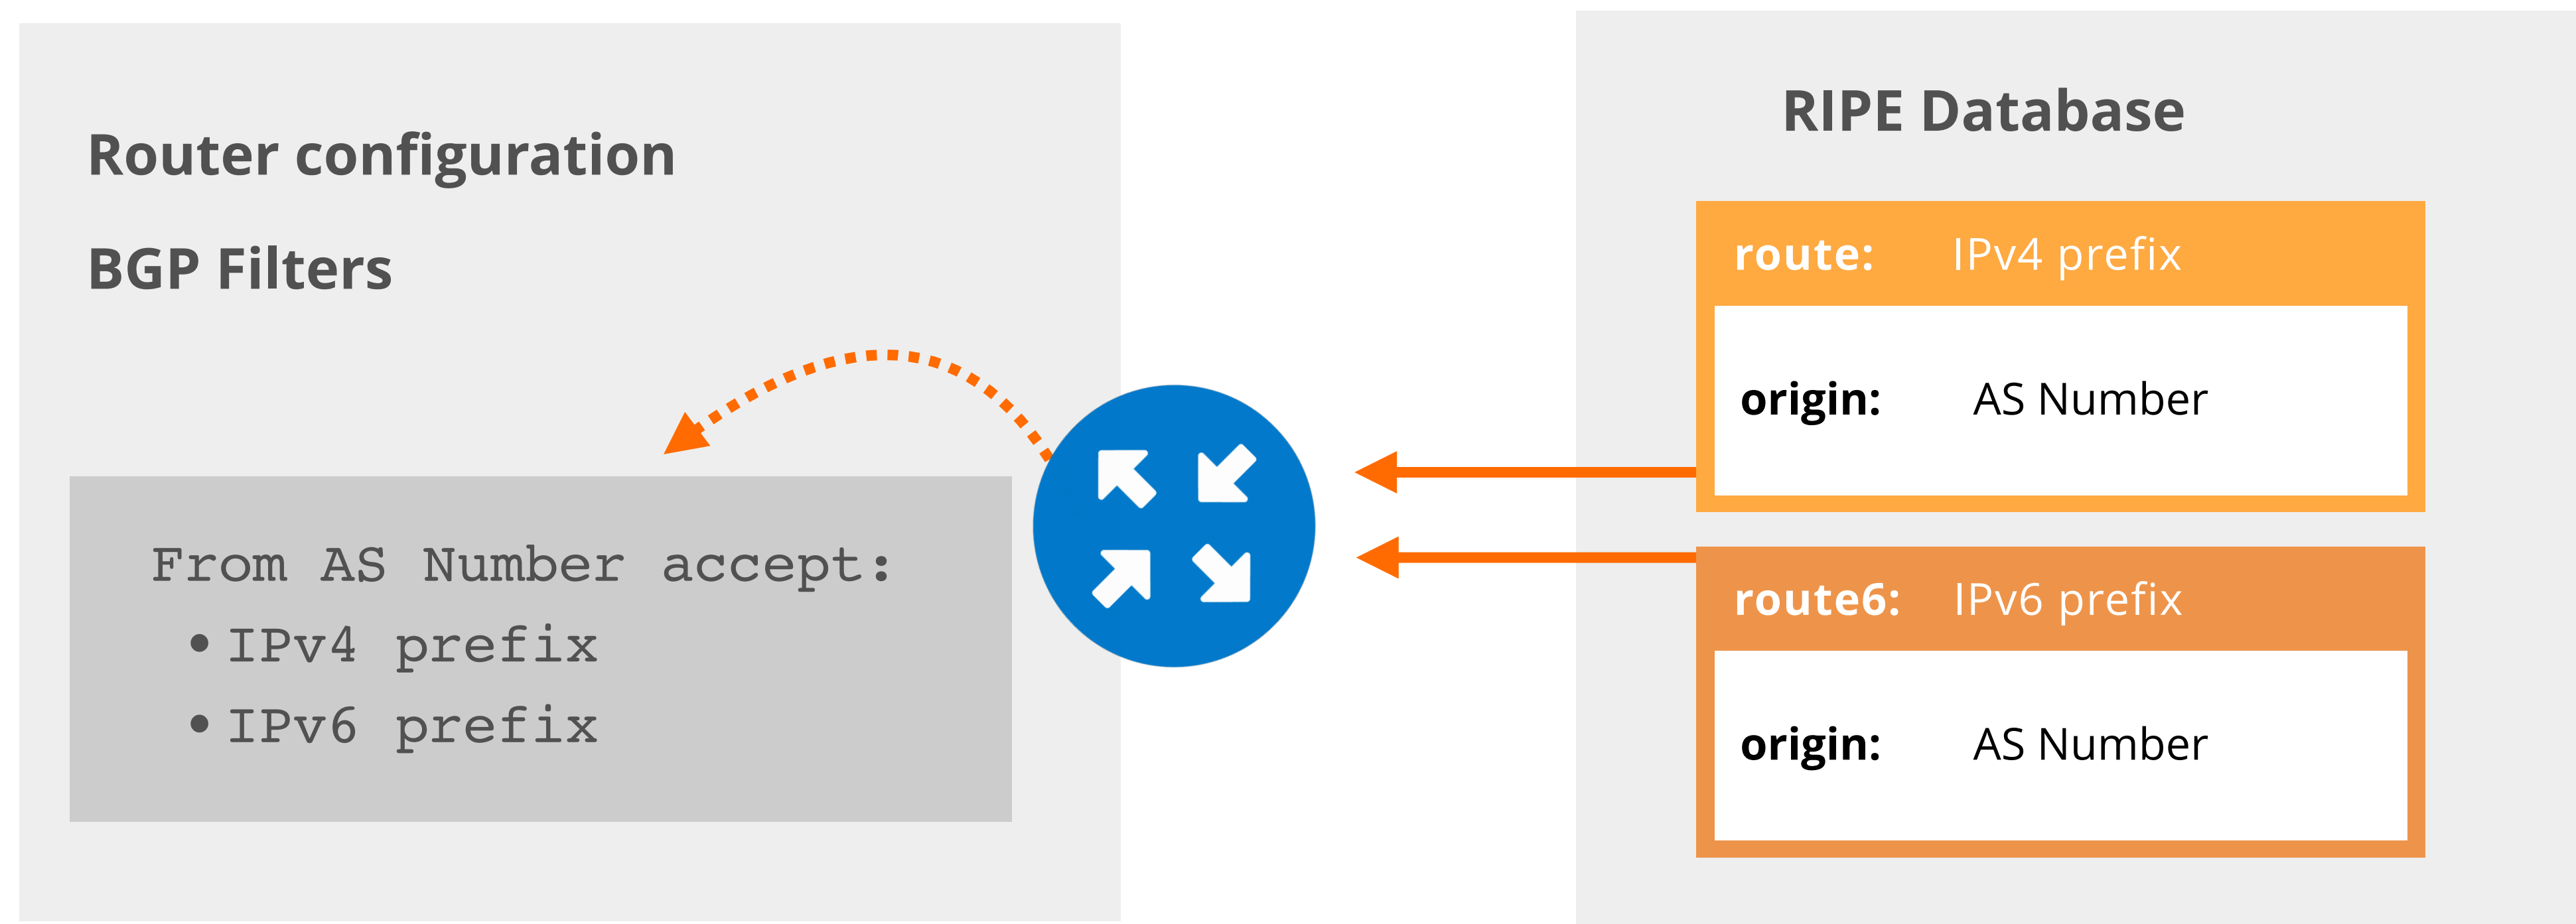 Router configuration
BGP Filters
From AS Number accept:
• IPv4 prefix
• IPv6 prefix
RIPE Database
route: IPv4 prefix
origin: AS Number
route6: IPv6 prefix
origin: AS Number